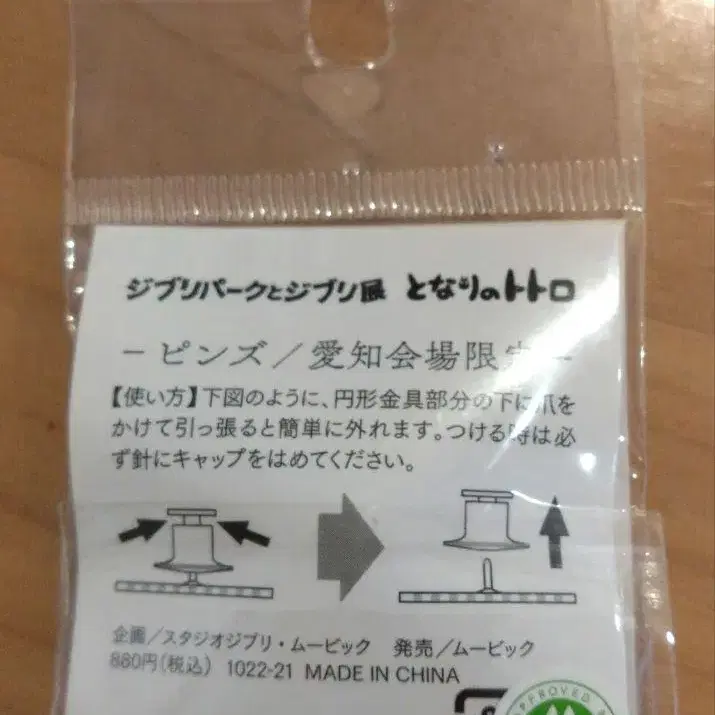 ジブリパークとジブリ展 となりのトトロ
－ピンズ／愛知会場限定－
【使い方】下図のように、円形金具部分の下に爪を
かけて引っ張ると簡単に外れます。つける時は必
ず針にキャップをはめてください。
企画／スタジオジブリ・ムービック 発売／ムービック
880円(税込) 1022-21 MADE IN CHINA
APPROVED